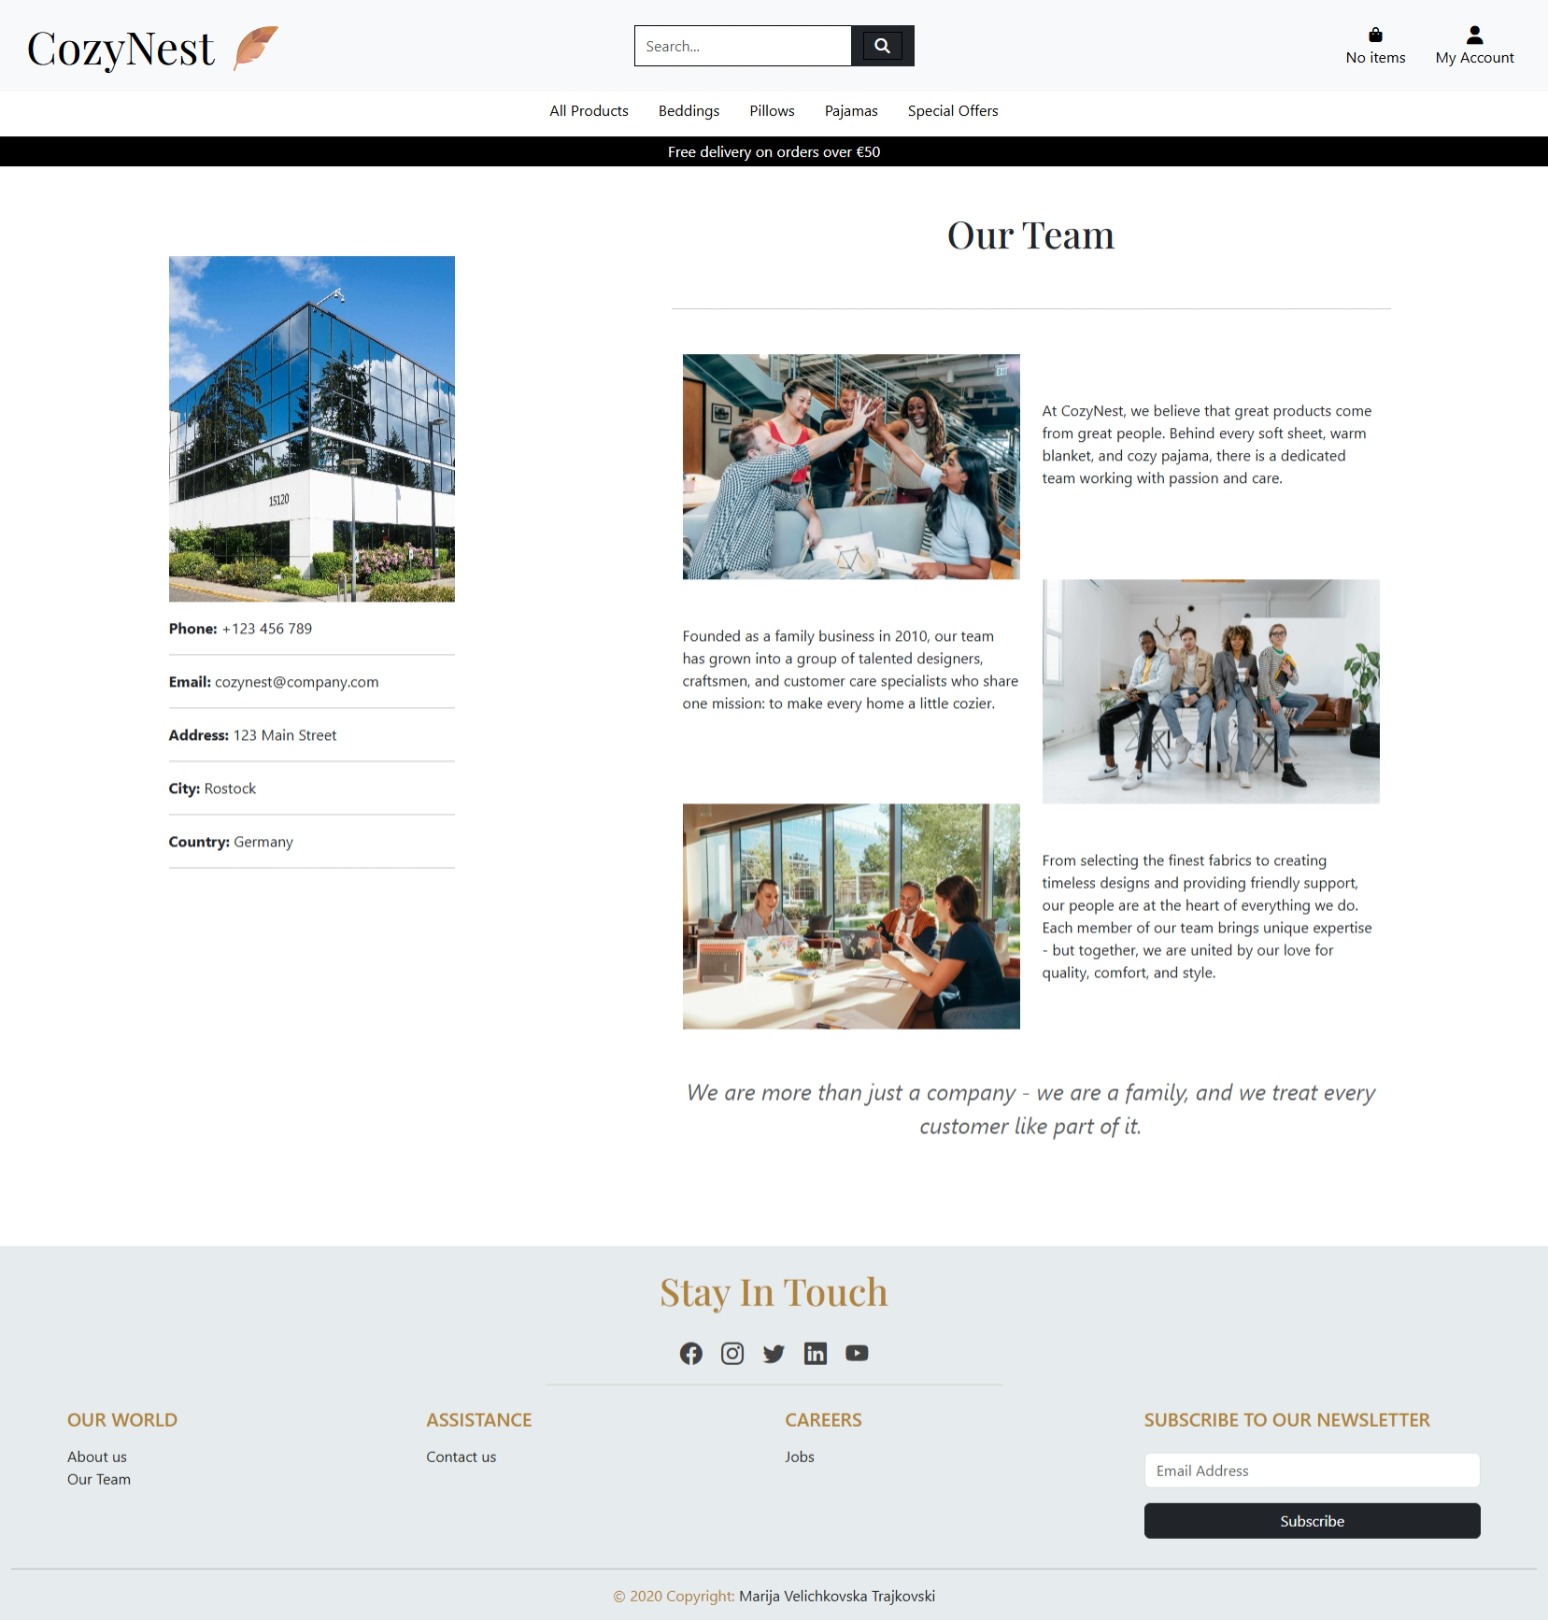 CozyNest
Search...
No items
My Account
All Products
Beddings
Pillows
Pajamas
Special Offers
Free delivery on orders over €50
15120
Phone: +123 456 789
Email: cozynest@company.com
Address: 123 Main Street
City: Rostock
Country: Germany
Our Team
EXIT
At CozyNest, we believe that great products come
from great people. Behind every soft sheet, warm
blanket, and cozy pajama, there is a dedicated
team working with passion and care.
Founded as a family business in 2010, our team
has grown into a group of talented designers,
craftsmen, and customer care specialists who share
one mission: to make every home a little cozier.
From selecting the finest fabrics to creating
timeless designs and providing friendly support,
our people are at the heart of everything we do.
Each member of our team brings unique expertise
- but together, we are united by our love for
quality, comfort, and style.
We are more than just a company - we are a family, and we treat every
customer like part of it.
Stay In Touch
OUR WORLD
About us
Our Team
ASSISTANCE
Contact us
CAREERS
Jobs
SUBSCRIBE TO OUR NEWSLETTER
Email Address
Subscribe
© 2020 Copyright: Marija Velichkovska Trajkovski